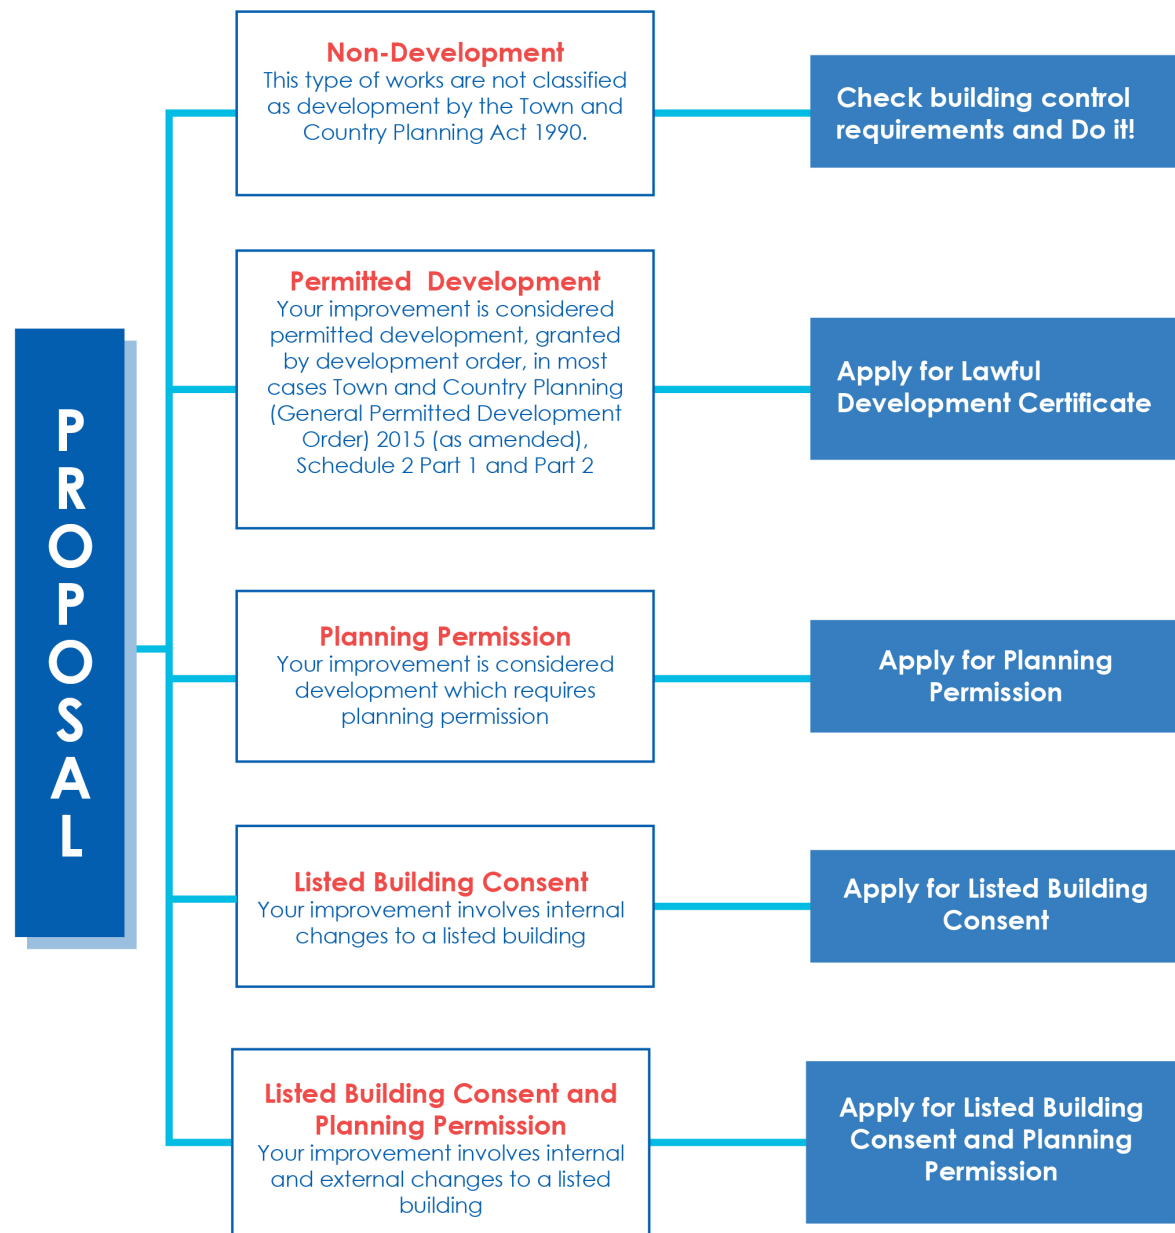 PROPOSAL
Non-Development
This type of works are not classified
as development by the Town and
Country Planning Act 1990.
Check building control
requirements and Do it!
Permitted  Development
Your improvement is considered
permitted development, granted
by development order, in most
cases Town and Country Planning
(General Permitted Development
Order) 2015 (as amended),
Schedule 2 Part 1 and Part 2
Apply for Lawful
Development Certificate
Planning Permission
Your improvement is considered
development which requires
planning permission
Apply for Planning
Permission
Listed Building Consent
Your improvement involves internal
changes to a listed building
Apply for Listed Building
Consent
Listed Building Consent and
Planning Permission
Your improvement involves internal
and external changes to a listed
building
Apply for Listed Building
Consent and Planning
Permission